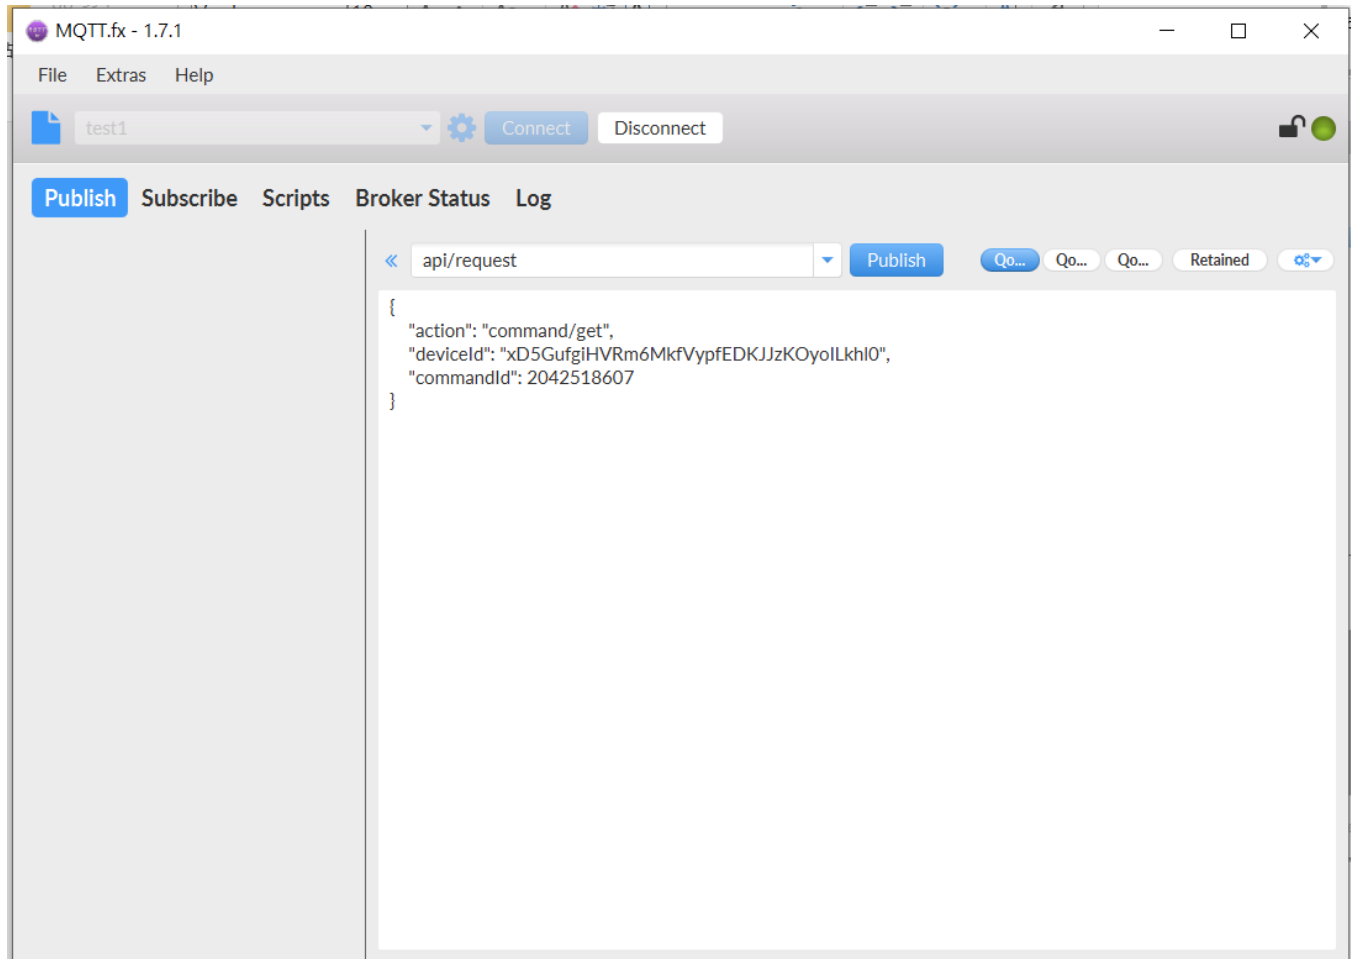 MQTT.fx - 1.7.1
File Extras Help
test1 Connect Disconnect
Publish Subscribe Scripts Broker Status Log
api/request Publish Qo... Qo... Qo... Retained
{
"action": "command/get",
"deviceId": "xD5GufgiHVRm6MkfVypfEDKJJzKOyolLkhl0",
"commandId": 2042518607
}